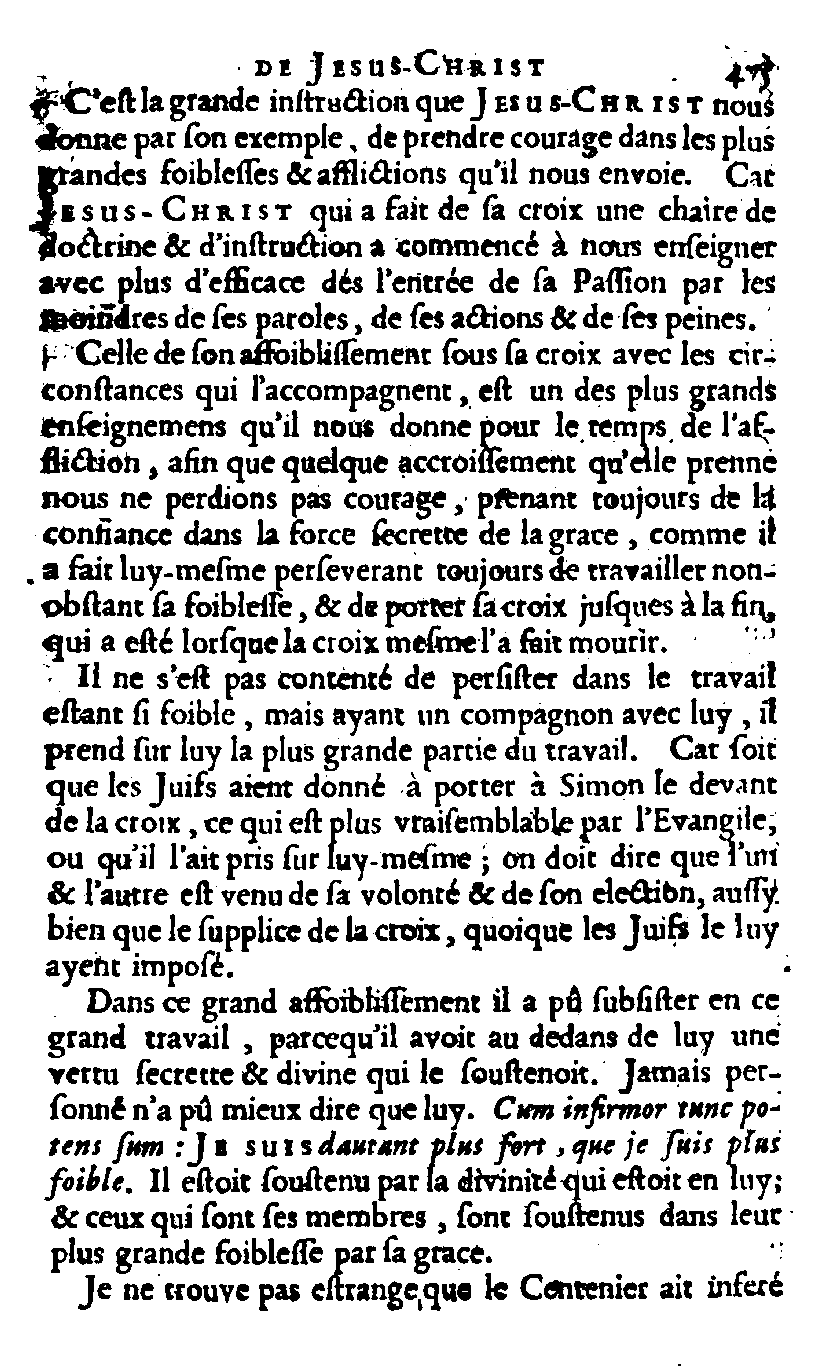 DE JESUS-CHRIST
C'eſt la grande inſtruction que JESUS-CHRIST nous
donne par ſon exemple, de prendre courage dans les plus
grandes foibleſſes & afflictions qu'il nous envoie. Car
JESUS-CHRIST qui a fait de ſa croix une chaire de
doctrine & d'inſtruction a commencé à nous enſeigner
avec plus d'efficace dés l'entrée de ſa Paſſion par les
moindres de ſes paroles, de ſes actions & de ſes peines.
Celle de ſon affoibliſſement ſous ſa croix avec les cir-
conſtances qui l'accompagnent, eſt un des plus grands
enſeignemens qu'il nous donne pour le temps de l'af-
fliction, afin que quelque accroiſſement qu'elle prenne
nous ne perdions pas courage, prenant toujours de la
confiance dans la force ſecrette de la grace, comme il
a fait luy-meſme perſeverant toujours de travailler non-
obſtant ſa foibleſſe, & de porter ſa croix juſques à la fin,
qui a eſté lorſque la croix meſme l'a fait mourir.
Il ne s'eſt pas contenté de perſiſter dans le travail
eſtant ſi foible, mais ayant un compagnon avec luy, il
prend ſur luy la plus grande partie du travail. Car ſoit
que les Juifs aient donné à porter à Simon le devant
de la croix, ce qui eſt plus vraiſemblable par l'Evangile,
ou qu'il l'ait pris ſur luy-meſme; on doit dire que l'un
& l'autre eſt venu de ſa volonté & de ſon election, auſſy
bien que le ſupplice de la croix, quoique les Juifs le luy
ayent impoſé.
Dans ce grand affoibliſſement il a pû ſubſiſter en ce
grand travail, parcequ'il avoit au dedans de luy une
vertu ſecrette & divine qui le ſouſtenoit. Jamais per-
ſonne n'a pû mieux dire que luy. Cum infirmor tunc po-
tens ſum : JE SUIS dautant plus fort, que je ſuis plus
foible. Il eſtoit ſouſtenu par la divinité qui eſtoit en luy;
& ceux qui ſont ſes membres, ſont ſouſtenus dans leur
plus grande foibleſſe par ſa grace.
Je ne trouve pas eſtrange que le Centenier ait inferé